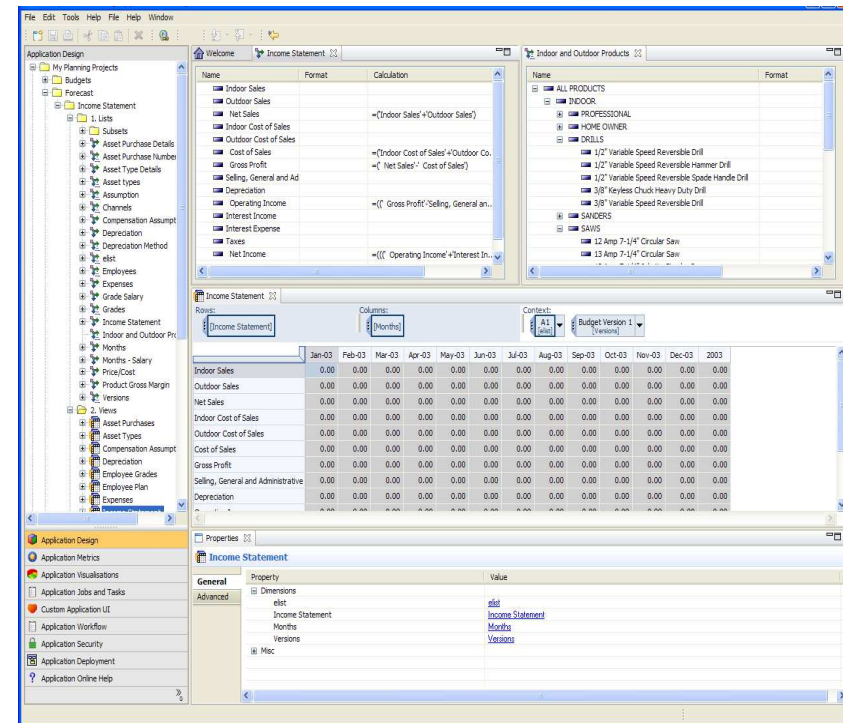 File Edit Tools Help File Help Window
Application Design
My Planning Projects
Budgets
Forecast
Income Statement
1. Lists
Subsets
Asset Purchase Details
Asset Purchase Number
Asset Type Details
Asset types
Assumption
Channels
Compensation Assumpt
Depreciation
Depreciation Method
elist
Employees
Expenses
Grade Salary
Grades
Income Statement
Indoor and Outdoor Pro
Months
Months - Salary
Price/Cost
Product Gross Margin
Versions
2. Views
Asset Purchases
Asset Types
Compensation Assumpt
Depreciation
Employee Grades
Employee Plan
Expenses
Income Statement
Application Design
Application Metrics
Application Visualisations
Application Jobs and Tasks
Custom Application UI
Application Workflow
Application Security
Application Deployment
Application Online Help
Welcome Income Statement
Name Format Calculation
Indoor Sales
Outdoor Sales
Net Sales =('Indoor Sales'+'Outdoor Sales')
Indoor Cost of Sales
Outdoor Cost of Sales
Cost of Sales =('Indoor Cost of Sales'+'Outdoor Co..
Gross Profit =(' Net Sales'-' Cost of Sales')
Selling, General and Ad
Depreciation
Operating Income =((' Gross Profit'-'Selling, General an..
Interest Income
Interest Expense
Taxes
Net Income =(((' Operating Income'+'Interest In..
Indoor and Outdoor Products
Name Format
ALL PRODUCTS
INDOOR
PROFESSIONAL
HOME OWNER
DRILLS
1/2" Variable Speed Reversible Drill
1/2" Variable Speed Reversible Hammer Drill
1/2" Variable Speed Reversible Spade Handle Drill
3/8" Keyless Chuck Heavy Duty Drill
3/8" Variable Speed Reversible Drill
SANDERS
SAWS
12 Amp 7-1/4" Circular Saw
13 Amp 7-1/4" Circular Saw
Income Statement
Rows: Columns: Context:
[Income Statement] [Months] A1 [elist] Budget Version 1 [Versions]
Jan-03 Feb-03 Mar-03 Apr-03 May-03 Jun-03 Jul-03 Aug-03 Sep-03 Oct-03 Nov-03 Dec-03 2003
Indoor Sales 0.00 0.00 0.00 0.00 0.00 0.00 0.00 0.00 0.00 0.00 0.00 0.00 0.00
Outdoor Sales 0.00 0.00 0.00 0.00 0.00 0.00 0.00 0.00 0.00 0.00 0.00 0.00 0.00
Net Sales 0.00 0.00 0.00 0.00 0.00 0.00 0.00 0.00 0.00 0.00 0.00 0.00 0.00
Indoor Cost of Sales 0.00 0.00 0.00 0.00 0.00 0.00 0.00 0.00 0.00 0.00 0.00 0.00 0.00
Outdoor Cost of Sales 0.00 0.00 0.00 0.00 0.00 0.00 0.00 0.00 0.00 0.00 0.00 0.00 0.00
Cost of Sales 0.00 0.00 0.00 0.00 0.00 0.00 0.00 0.00 0.00 0.00 0.00 0.00 0.00
Gross Profit 0.00 0.00 0.00 0.00 0.00 0.00 0.00 0.00 0.00 0.00 0.00 0.00 0.00
Selling, General and Administrative 0.00 0.00 0.00 0.00 0.00 0.00 0.00 0.00 0.00 0.00 0.00 0.00 0.00
Depreciation 0.00 0.00 0.00 0.00 0.00 0.00 0.00 0.00 0.00 0.00 0.00 0.00 0.00
Properties
Income Statement
General
Advanced
Property Value
Dimensions
elist elist
Income Statement Income Statement
Months Months
Versions Versions
Misc